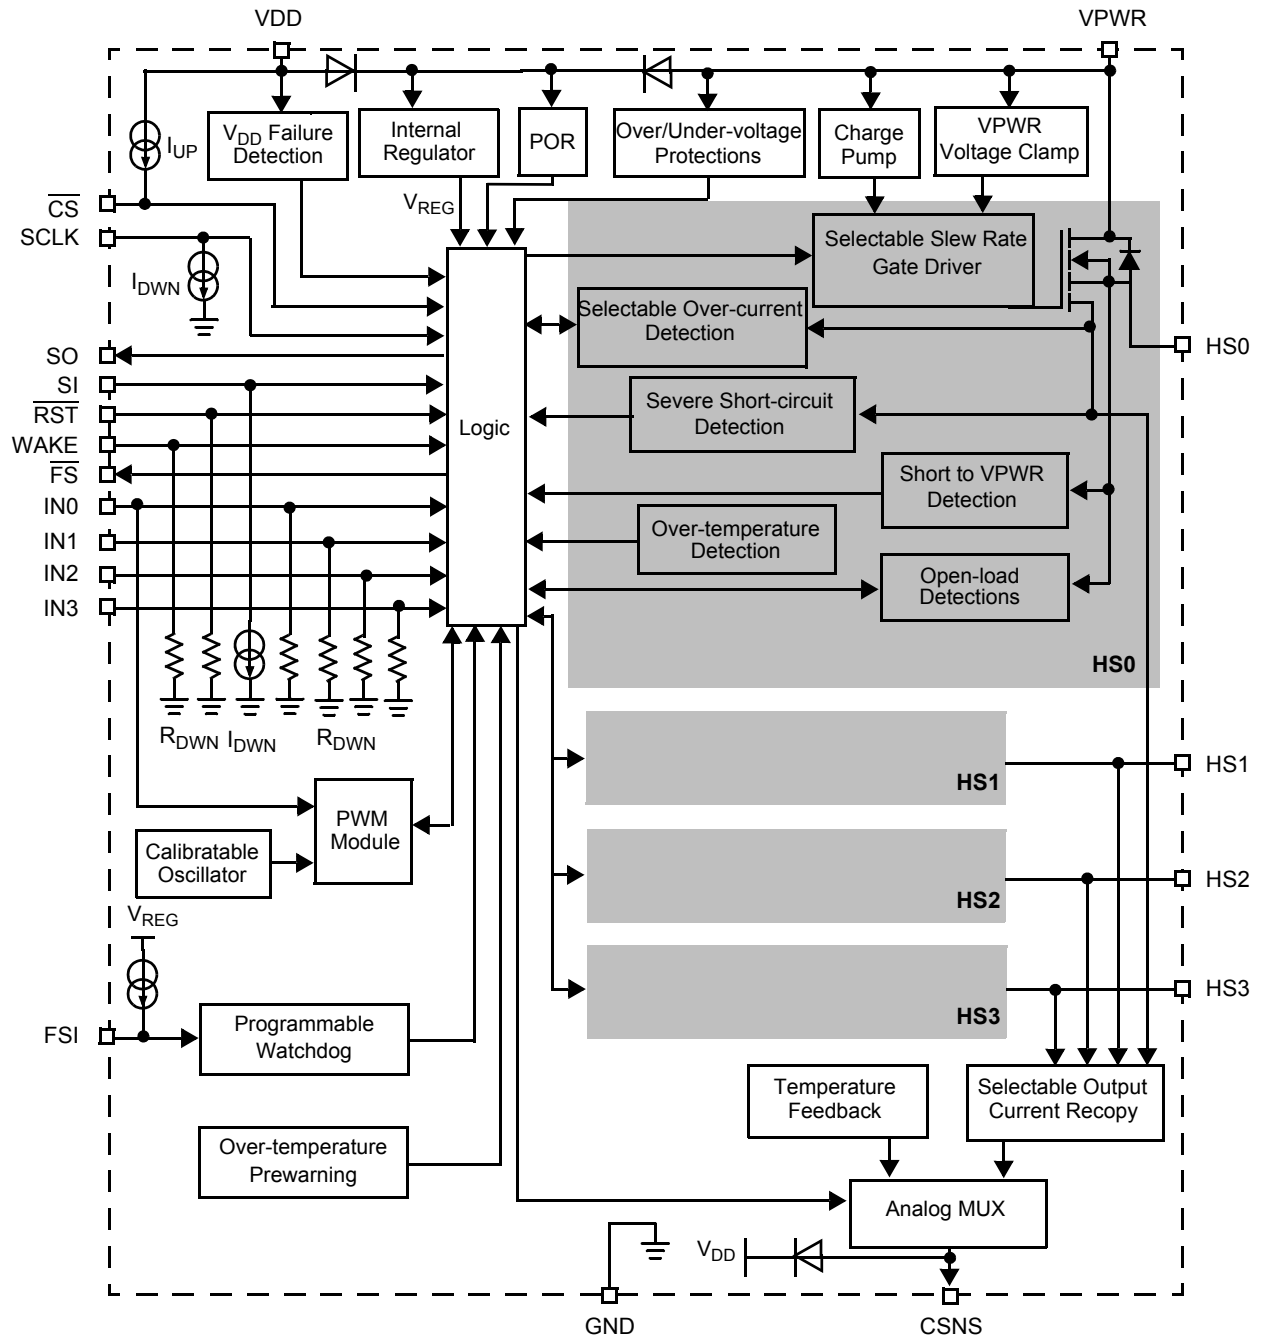 VDD
VPWR
VDD Failure
Detection
Internal
Regulator
POR
Over/Under-voltage
Protections
Charge
Pump
VPWR
Voltage Clamp
IUP
VREG
CS
SCLK
IDWN
SO
SI
RST
WAKE
FS
IN0
IN1
IN2
IN3
Logic
Selectable Slew Rate
Gate Driver
Selectable Over-current
Detection
Severe Short-circuit
Detection
Short to VPWR
Detection
Over-temperature
Detection
Open-load
Detections
HS0
HS0
RDWN
IDWN
RDWN
PWM
Module
Calibratable
Oscillator
VREG
FSI
Programmable
Watchdog
Over-temperature
Prewarning
HS1
HS1
HS2
HS2
HS3
HS3
Temperature
Feedback
Selectable Output
Current Recopy
Analog MUX
VDD
GND
CSNS